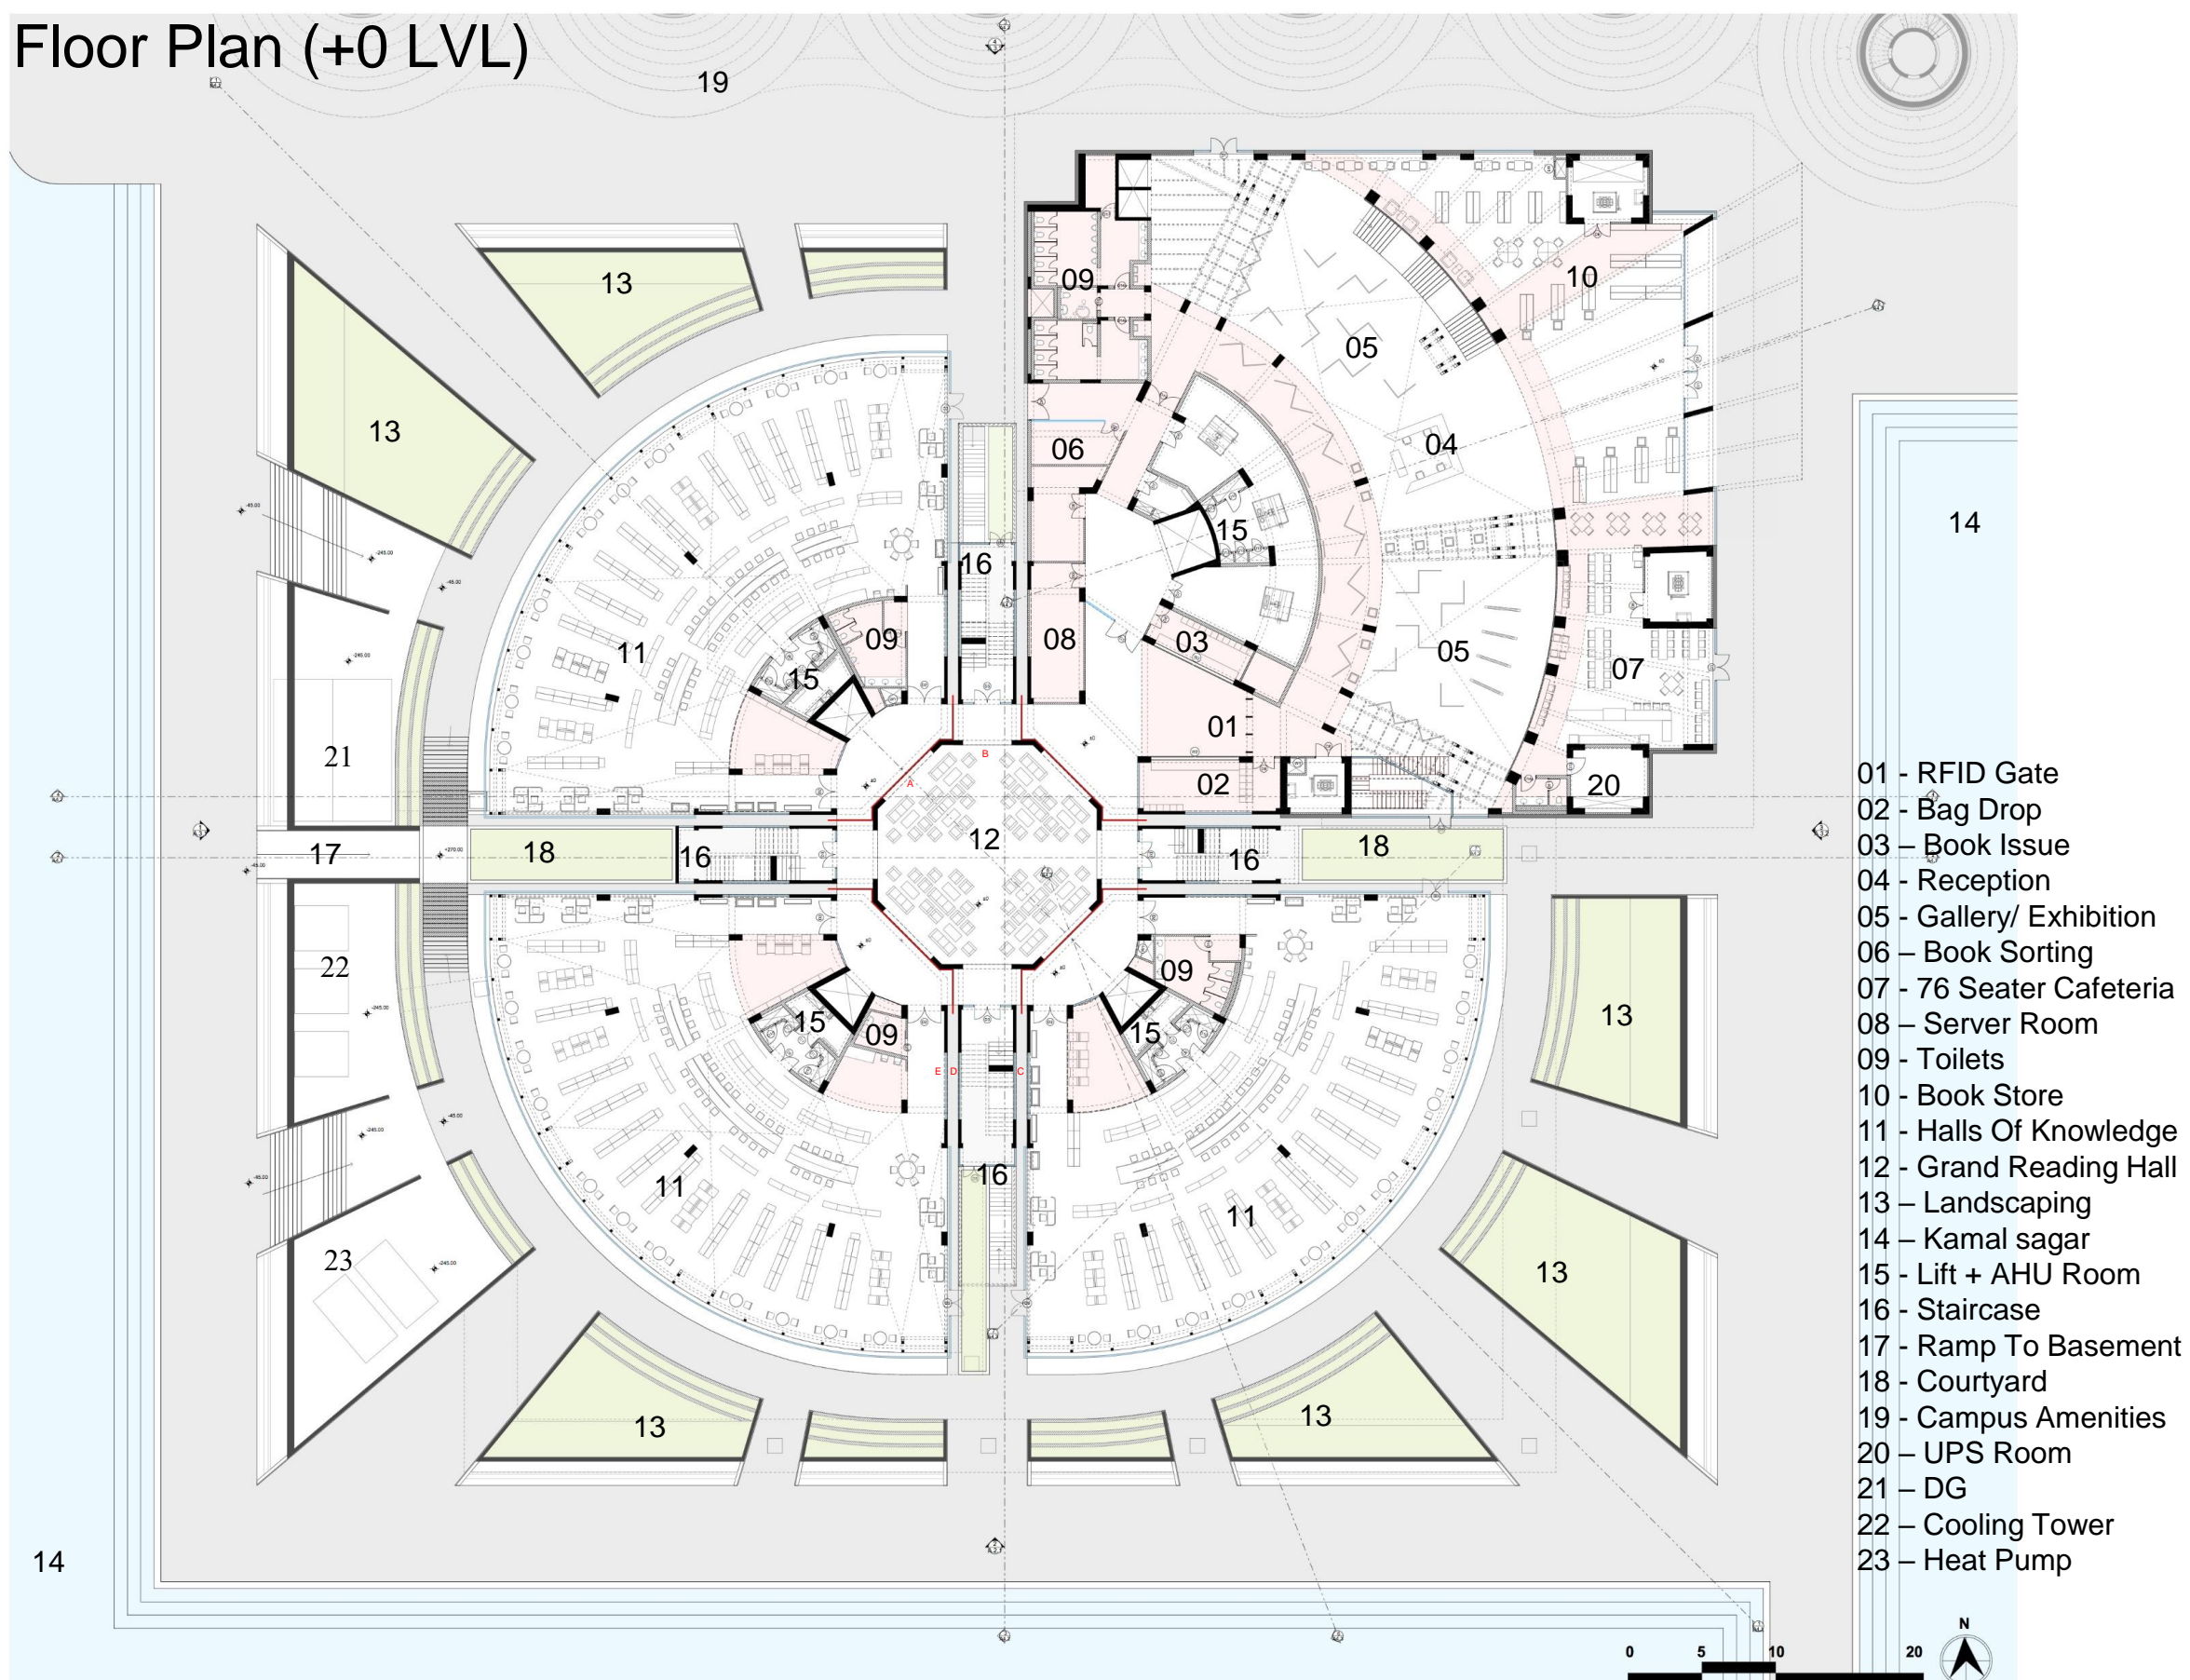 Floor Plan (+0 LVL)
19
13
09
10
05
13
06
04
14
15
16
09
08
03
11
15
05
07
01
21
B
A
02
20
12
17
18
16
16
18
22
09
13
15
09
15
E
D
C
16
11
11
23
13
13
13
14
01 - RFID Gate
02 - Bag Drop
03 – Book Issue
04 - Reception
05 - Gallery/ Exhibition
06 – Book Sorting
07 - 76 Seater Cafeteria
08 – Server Room
09 - Toilets
10 - Book Store
11 - Halls Of Knowledge
12 - Grand Reading Hall
13 – Landscaping
14 – Kamal sagar
15 - Lift + AHU Room
16 - Staircase
17 - Ramp To Basement
18 - Courtyard
19 - Campus Amenities
20 – UPS Room
21 – DG
22 – Cooling Tower
23 – Heat Pump
N
0 5 10 20